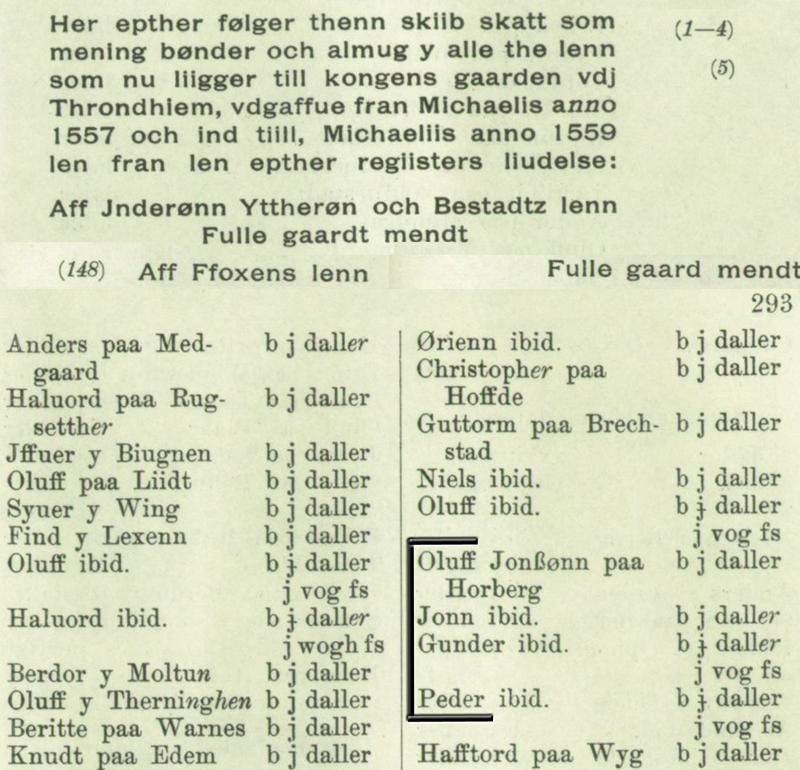 Her epther følger thenn skiib skatt som (1—4)
mening bønder och almug y alle the lenn
som nu liigger till kongens gaarden vdj (5)
Throndhiem, vdgaffue fran Michaelis anno
1557 och ind tiill, Michaeliis anno 1559
len fran len epther regiisters liudelse:
Aff Jnderønn Yttherøn och Bestadtz lenn
Fulle gaardt mendt
(148) Aff Ffoxens lenn
Fulle gaard mendt
293
Anders paa Med- b j daller
gaard
Haluord paa Rug- b j daller
setther
Jffuer y Biugnen b j daller
Oluff paa Liidt b j daller
Syuer y Wing b j daller
Find y Lexenn b j daller
Oluff ibid. b ɉ daller
j vog fs
Haluord ibid. b ɉ daller
j wogh fs
Berdor y Moltun b j daller
Oluff y Therninghen b j daller
Beritte paa Warnes b j daller
Knudt paa Edem b j daller
Ørienn ibid. b j daller
Christopher paa b j daller
Hoffde
Guttorm paa Brech- b j daller
stad
Niels ibid. b j daller
Oluff ibid. b ɉ daller
j vog fs
Oluff Jonßønn paa b j daller
Horberg
Jonn ibid. b j daller
Gunder ibid. b ɉ daller
j vog fs
Peder ibid. b ɉ daller
j vog fs
Hafftord paa Wyg b j daller